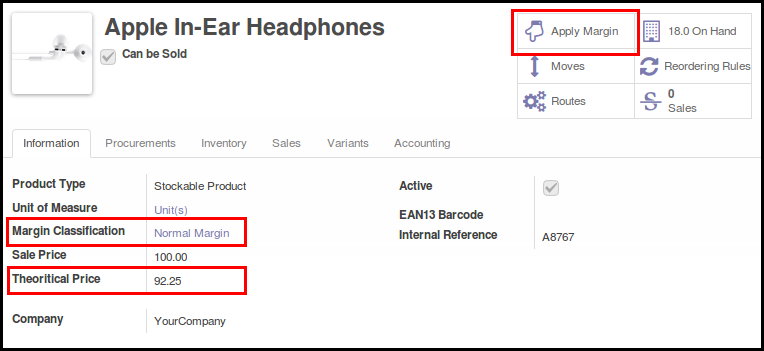 Apple In-Ear Headphones
Can be Sold
Apply Margin
18.0 On Hand
Moves
Reordering Rules
Routes
0
Sales
Information Procurements Inventory Sales Variants Accounting
Product Type Stockable Product
Active
Unit of Measure Unit(s)
EAN13 Barcode
Margin Classification Normal Margin
Internal Reference A8767
Sale Price 100.00
Theoritical Price 92.25
Company YourCompany